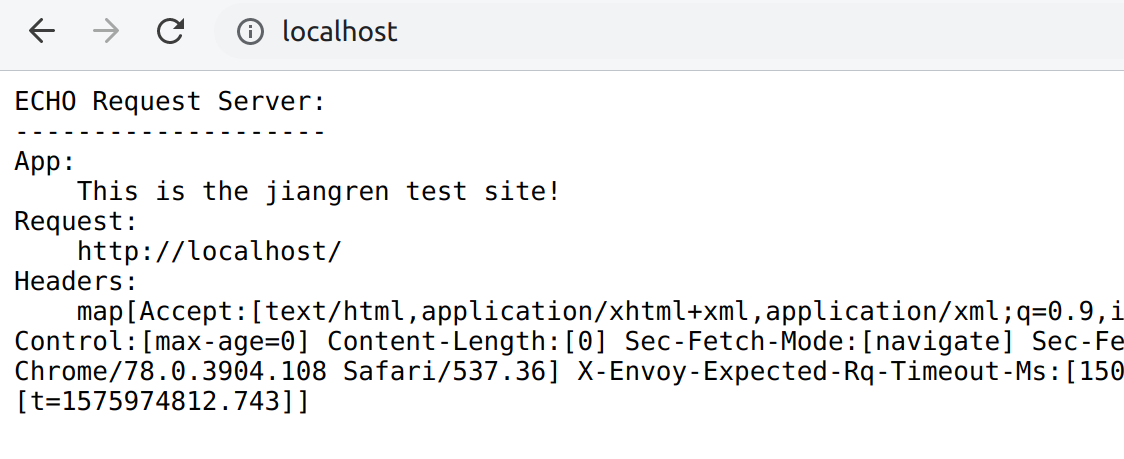 localhost
ECHO Request Server:
--------------------
App:
    This is the jiangren test site!
Request:
    http://localhost/
Headers:
    map[Accept:[text/html,application/xhtml+xml,application/xml;q=0.9,i
Control:[max-age=0] Content-Length:[0] Sec-Fetch-Mode:[navigate] Sec-Fe
Chrome/78.0.3904.108 Safari/537.36] X-Envoy-Expected-Rq-Timeout-Ms:[150
[t=1575974812.743]]